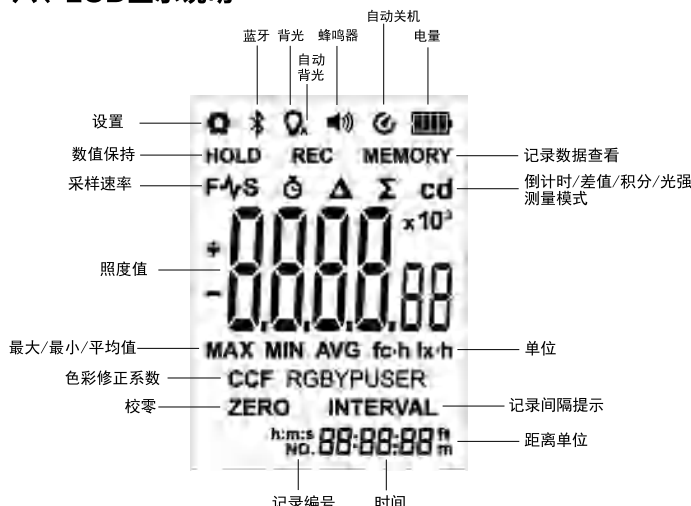 自动关机
蓝牙 背光 蜂鸣器 电量
自动
背光
设置
数值保持 HOLD REC MEMORY 记录数据查看
采样速率 F S Δ Σ cd 倒计时/差值/积分/光强
测量模式
x10³
+
照度值 8.8.8.8.88
-
最大/最小/平均值 MAX MIN AVG fc·h lx·h 单位
色彩修正系数 CCF RGBYPUSER
校零 ZERO INTERVAL 记录间隔提示
h:m:s 88:88:88 ft 距离单位
NO. m
记录编号 时间